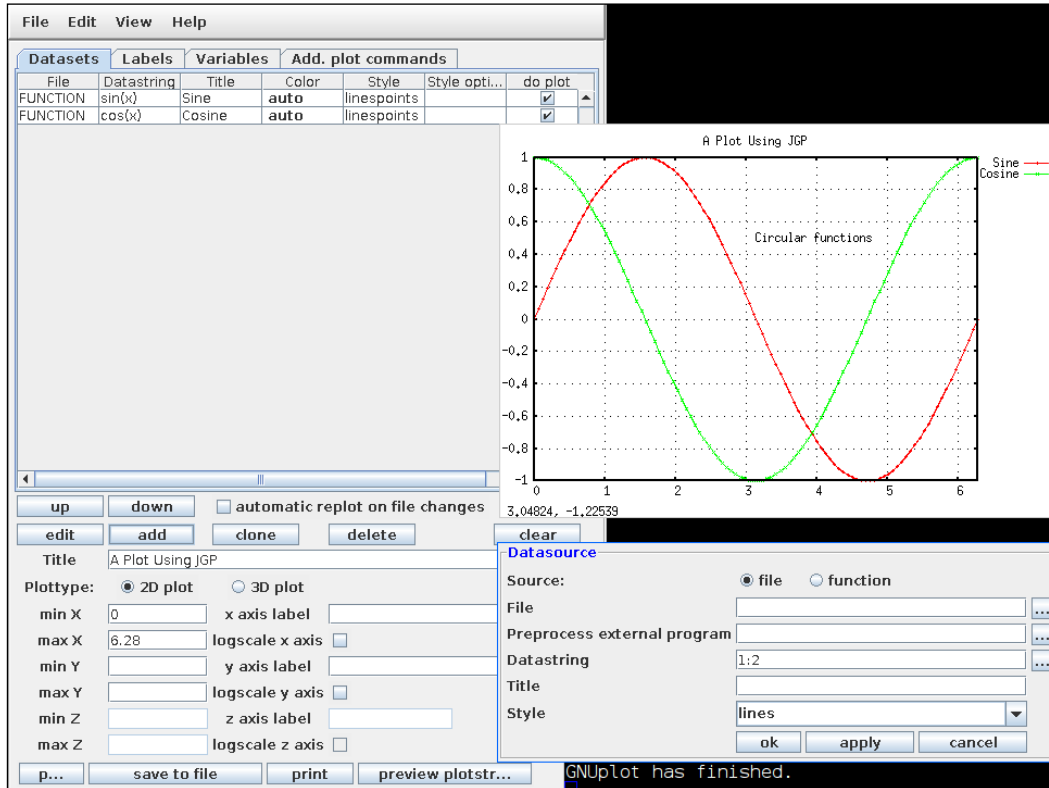 File Edit View Help
Datasets Labels Variables Add. plot commands
File Datastring Title Color Style Style opti... do plot
FUNCTION sin(x) Sine auto linespoints
FUNCTION cos(x) Cosine auto linespoints
A Plot Using JGP
Sine
Cosine
Circular functions
1
0.8
0.6
0.4
0.2
0
-0.2
-0.4
-0.6
-0.8
-1
0 1 2 3 4 5 6
3.04824, -1.22539
up down automatic replot on file changes
edit add clone delete clear
Title A Plot Using JGP
Plottype: 2D plot 3D plot
min X 0 x axis label
max X 6.28 logscale x axis
min Y y axis label
max Y logscale y axis
min Z z axis label
max Z logscale z axis
p... save to file print preview plotstr...
Datasource
Source: file function
File ...
Preprocess external program ...
Datastring 1:2 ...
Title
Style lines
ok apply cancel
GNUplot has finished.